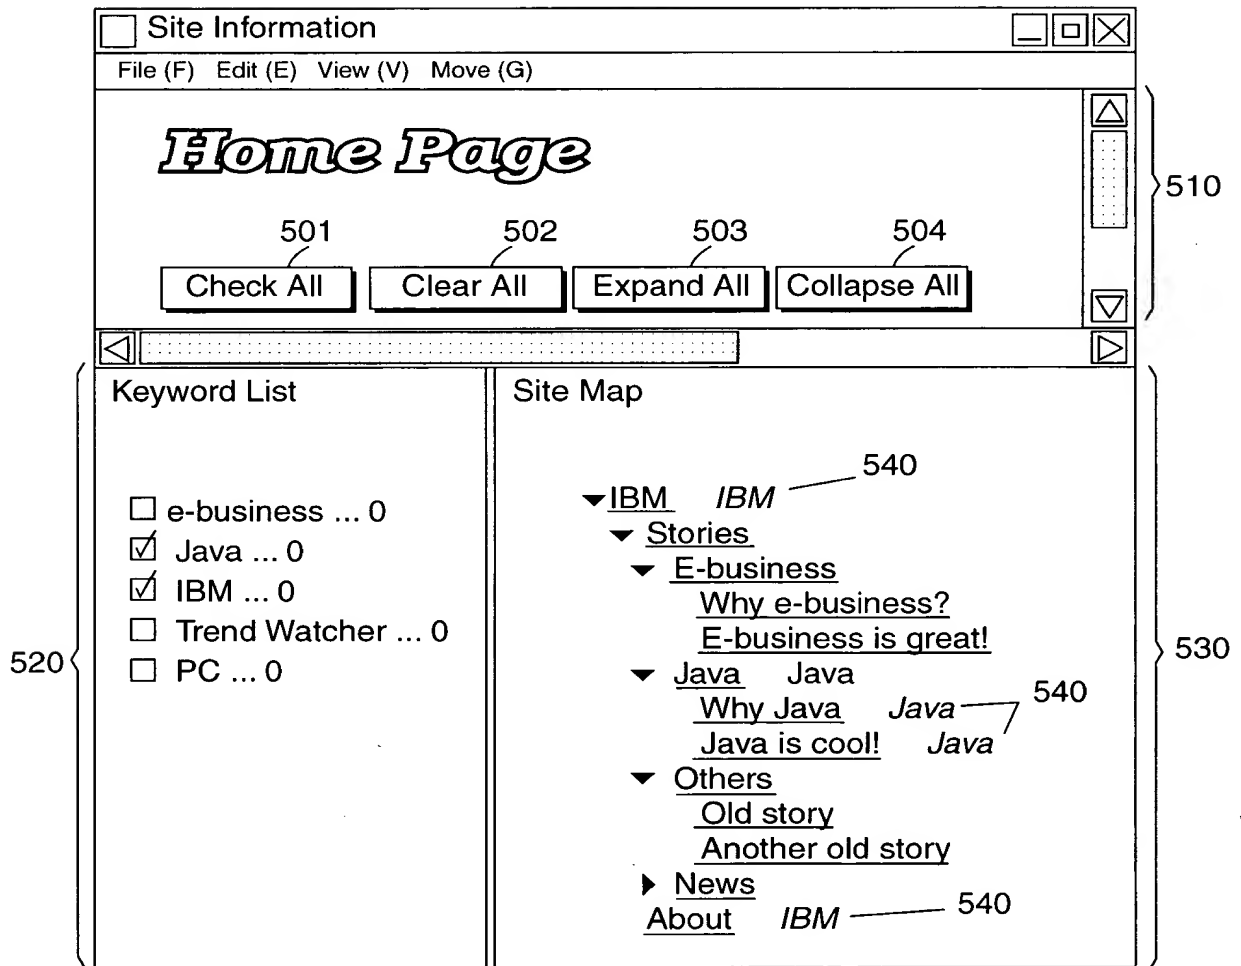 Site Information
File (F) Edit (E) View (V) Move (G)
Home Page
510
501 502 503 504
Check All Clear All Expand All Collapse All
Keyword List
e-business ... 0
Java ... 0
IBM ... 0
Trend Watcher ... 0
PC ... 0
520
Site Map
540
IBM IBM
Stories
E-business
Why e-business?
E-business is great!
Java Java
540
Why Java Java
Java is cool! Java
Others
Old story
Another old story
News
540
About IBM
530